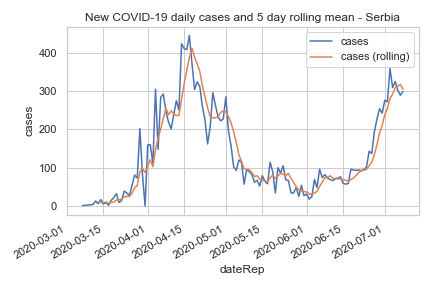 New COVID-19 daily cases and 5 day rolling mean - Serbia
cases
cases (rolling)
cases
400
300
200
100
0
2020-03-01
2020-03-15
2020-04-01
2020-04-15
2020-05-01
2020-05-15
2020-06-01
2020-06-15
2020-07-01
dateRep